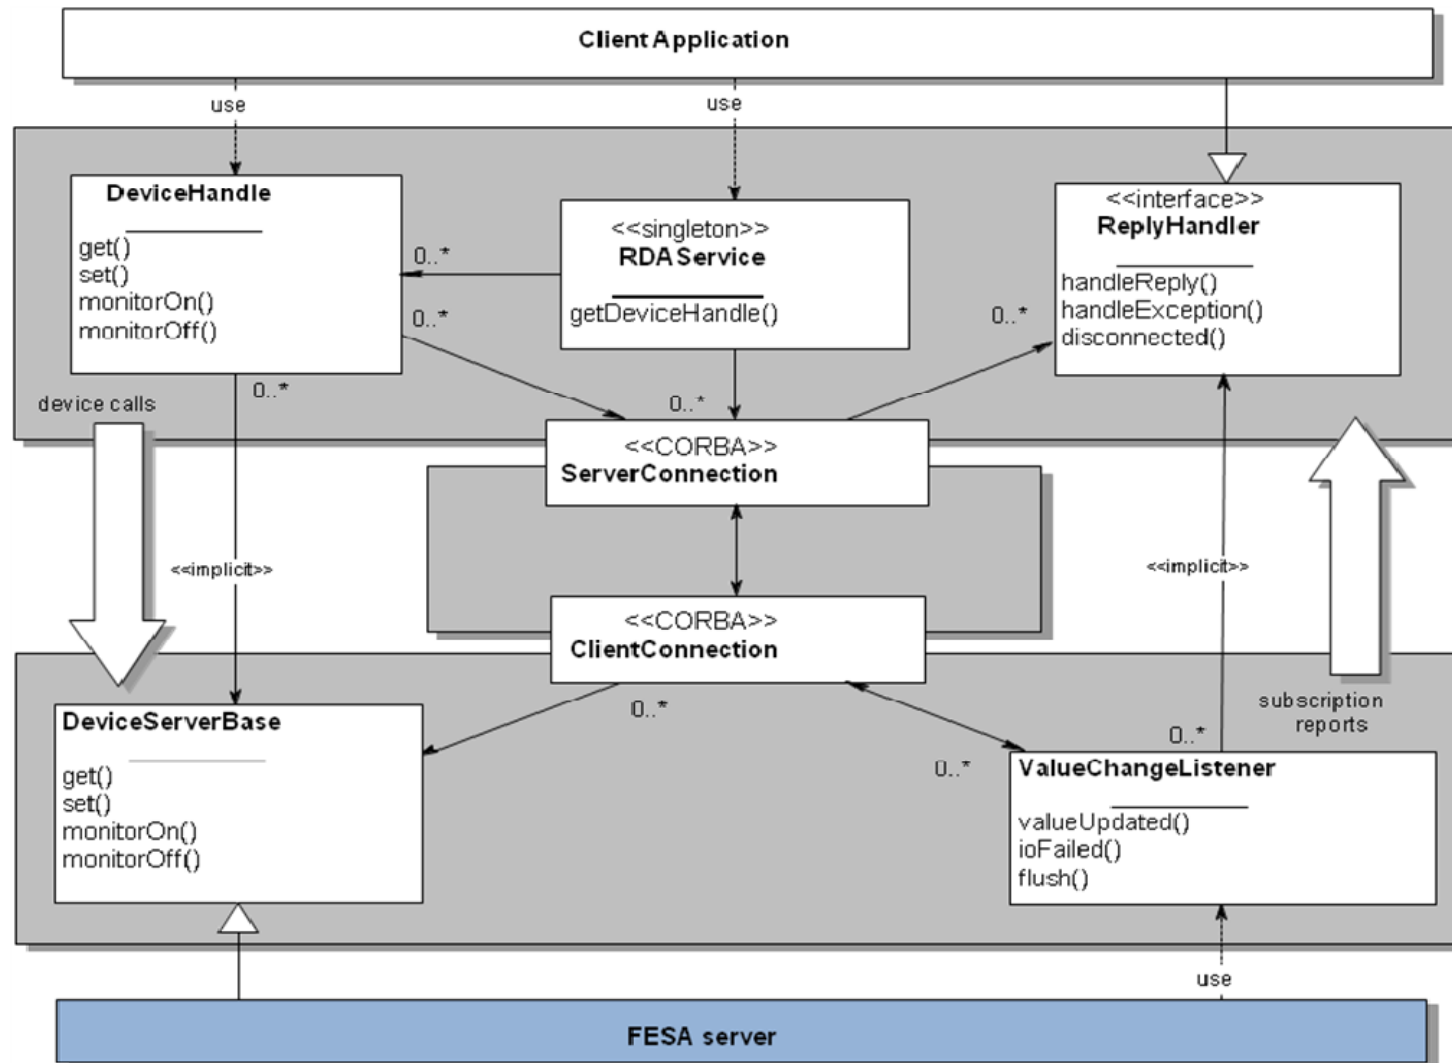 Client Application
use
use
DeviceHandle
get()
set()
monitorOn()
monitorOff()
0..*
0..*
<<singleton>>
RDAService
getDeviceHandle()
<<interface>>
ReplyHandler
handleReply()
handleException()
disconnected()
0..*
0..*
0..*
device calls
<<CORBA>>
ServerConnection
<<implicit>>
<<implicit>>
<<CORBA>>
ClientConnection
subscription
reports
0..*
0..*
0..*
DeviceServerBase
get()
set()
monitorOn()
monitorOff()
ValueChangeListener
valueUpdated()
ioFailed()
flush()
use
FESA server